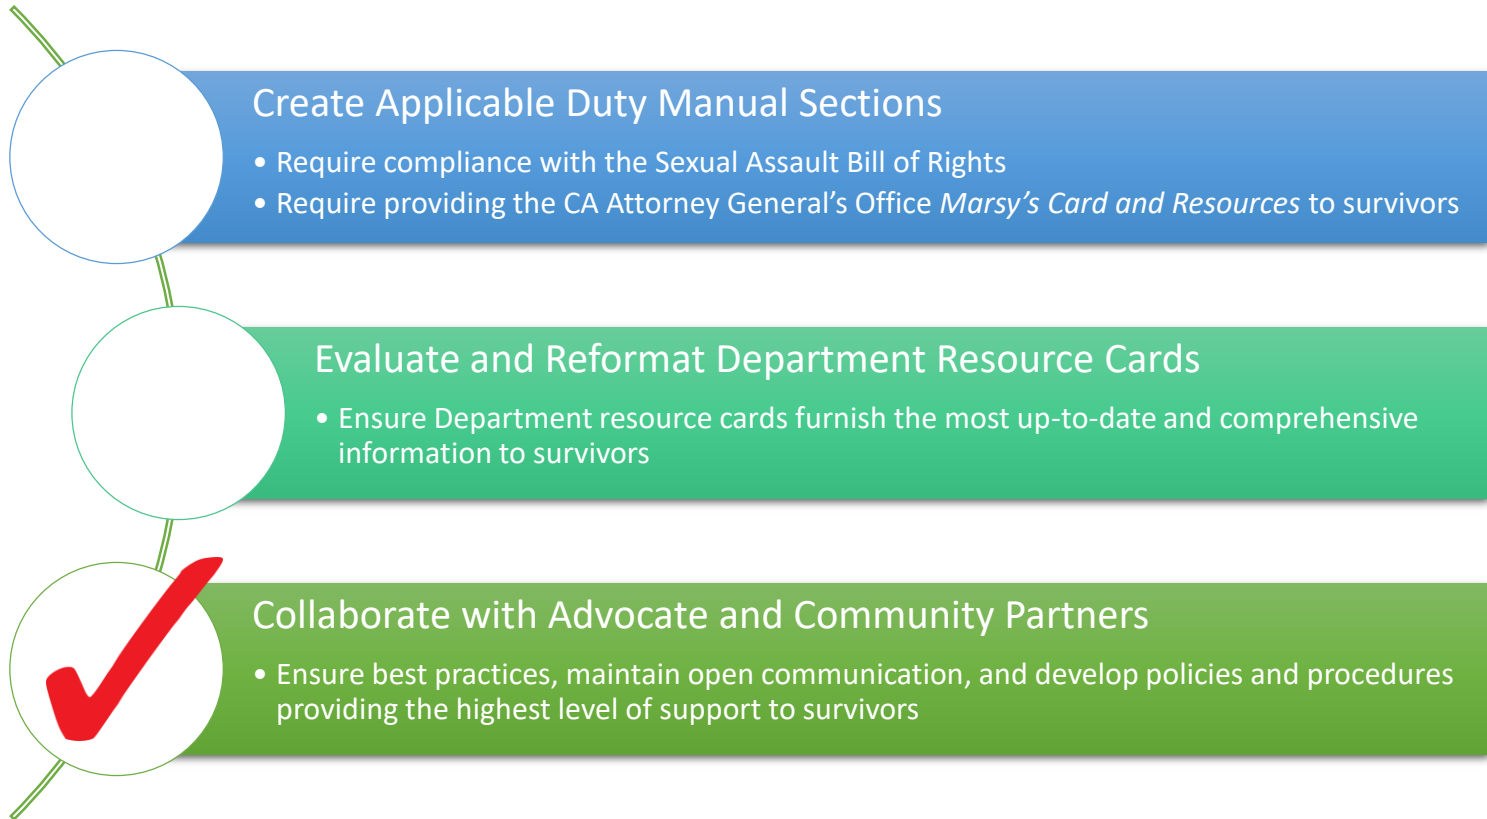 Create Applicable Duty Manual Sections
• Require compliance with the Sexual Assault Bill of Rights
• Require providing the CA Attorney General’s Office Marsy’s Card and Resources to survivors
Evaluate and Reformat Department Resource Cards
• Ensure Department resource cards furnish the most up-to-date and comprehensive
information to survivors
Collaborate with Advocate and Community Partners
• Ensure best practices, maintain open communication, and develop policies and procedures
providing the highest level of support to survivors